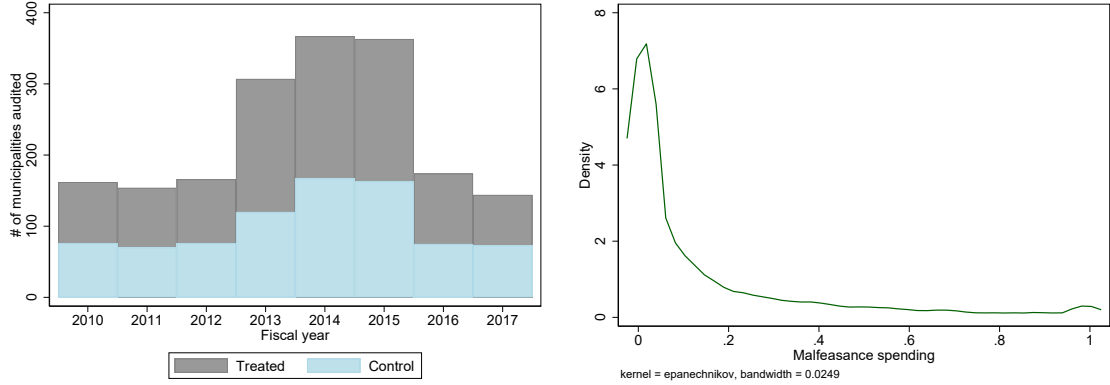 # of municipalities audited
400
300
200
100
0
2010 2011 2012 2013 2014 2015 2016 2017
Fiscal year
Treated Control
Density
8
6
4
2
0
0 .2 .4 .6 .8 1
Malfeasance spending
kernel = epanechnikov, bandwidth = 0.0249